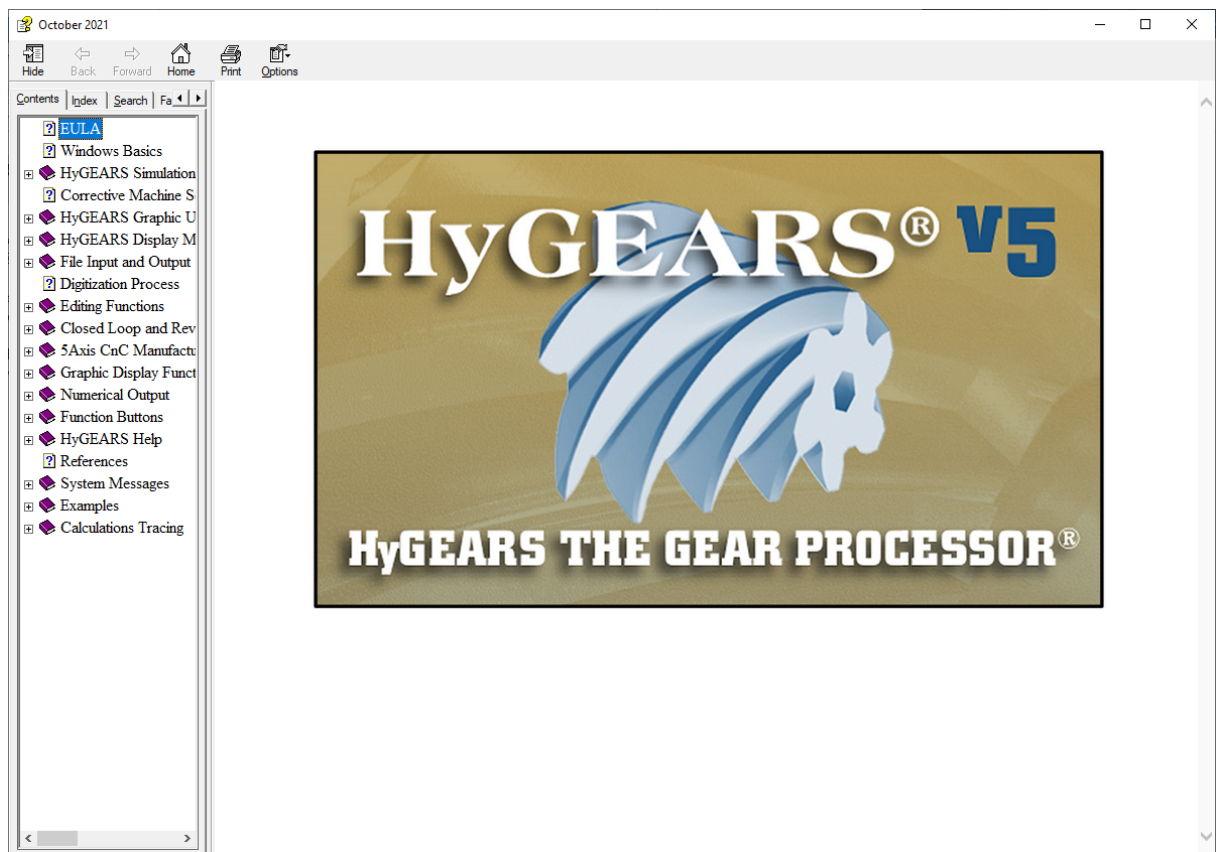 October 2021
Hide Back Forward Home Print Options
Contents Index Search Fa
EULA
Windows Basics
HyGEARS Simulation
Corrective Machine S
HyGEARS Graphic U
HyGEARS Display M
File Input and Output
Digitization Process
Editing Functions
Closed Loop and Rev
5Axis CnC Manufactu
Graphic Display Funct
Numerical Output
Function Buttons
HyGEARS Help
References
System Messages
Examples
Calculations Tracing
HyGEARS® V5
HyGEARS THE GEAR PROCESSOR®